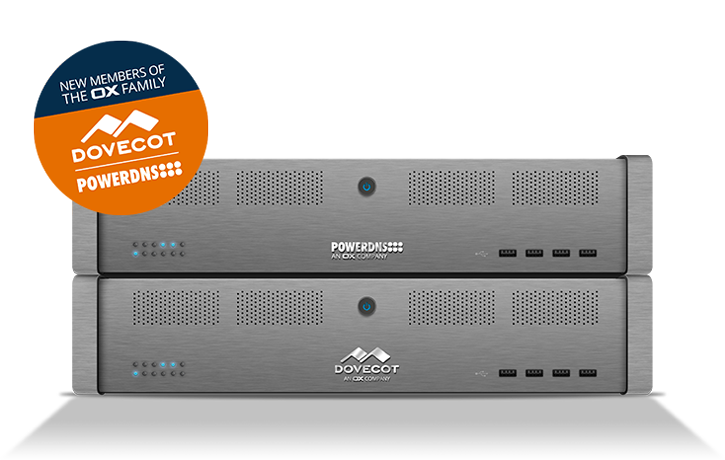 NEW MEMBERS OF
THE OX FAMILY
DOVECOT
POWERDNS
POWERDNS
AN OX COMPANY
DOVECOT
AN OX COMPANY